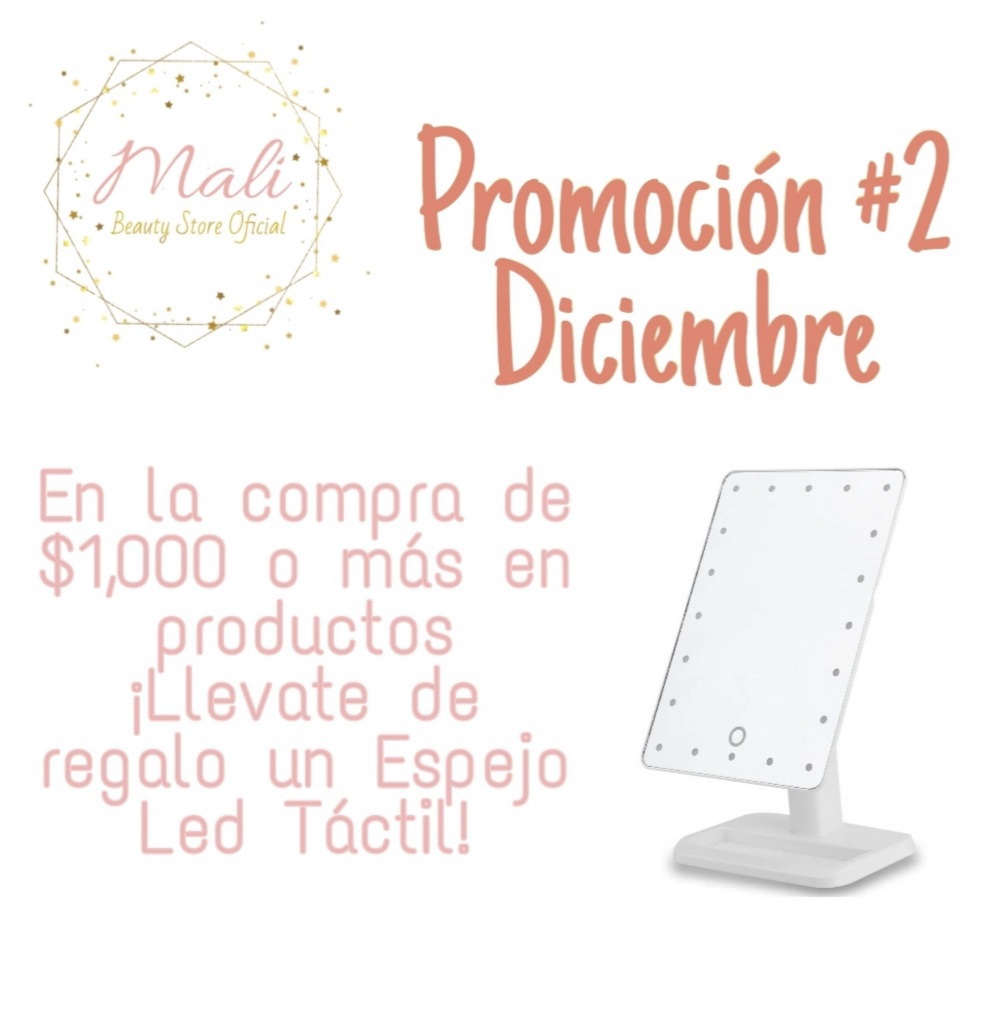 Mali
Beauty Store Oficial
Promoción #2
Diciembre
En la compra de
$1,000 o más en
productos
¡Llevate de
regalo un Espejo
Led Táctil!